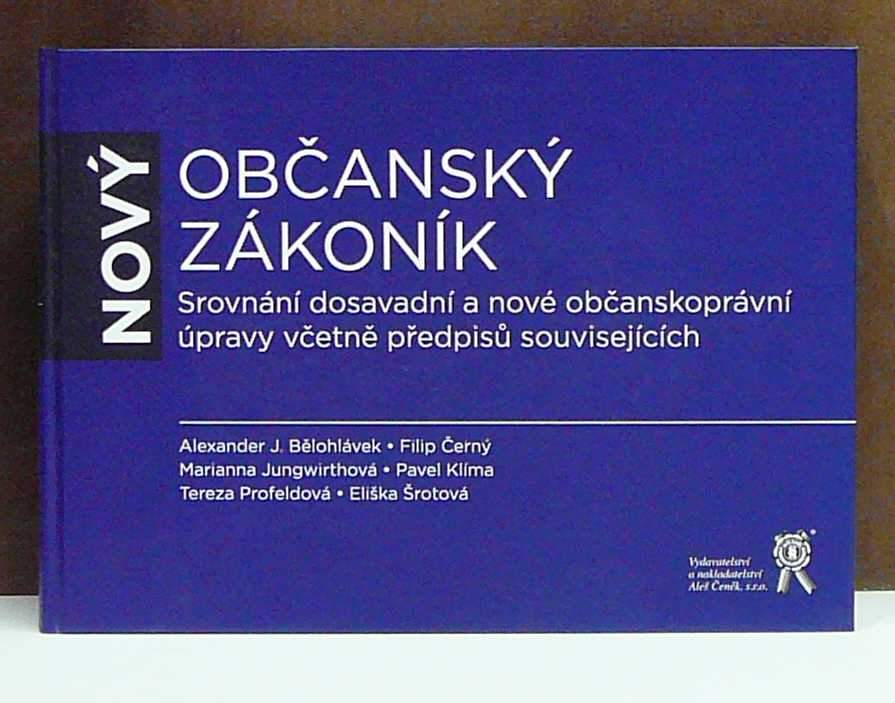 NOVÝ
OBČANSKÝ
ZÁKONÍK
Srovnání dosavadní a nové občanskoprávní
úpravy včetně předpisů souvisejících
Alexander J. Bělohlávek • Filip Černý
Marianna Jungwirthová • Pavel Klíma
Tereza Profeldová • Eliška Šrotová
Vydavatelství
a nakladatelství
Aleš Čeněk, s.r.o.